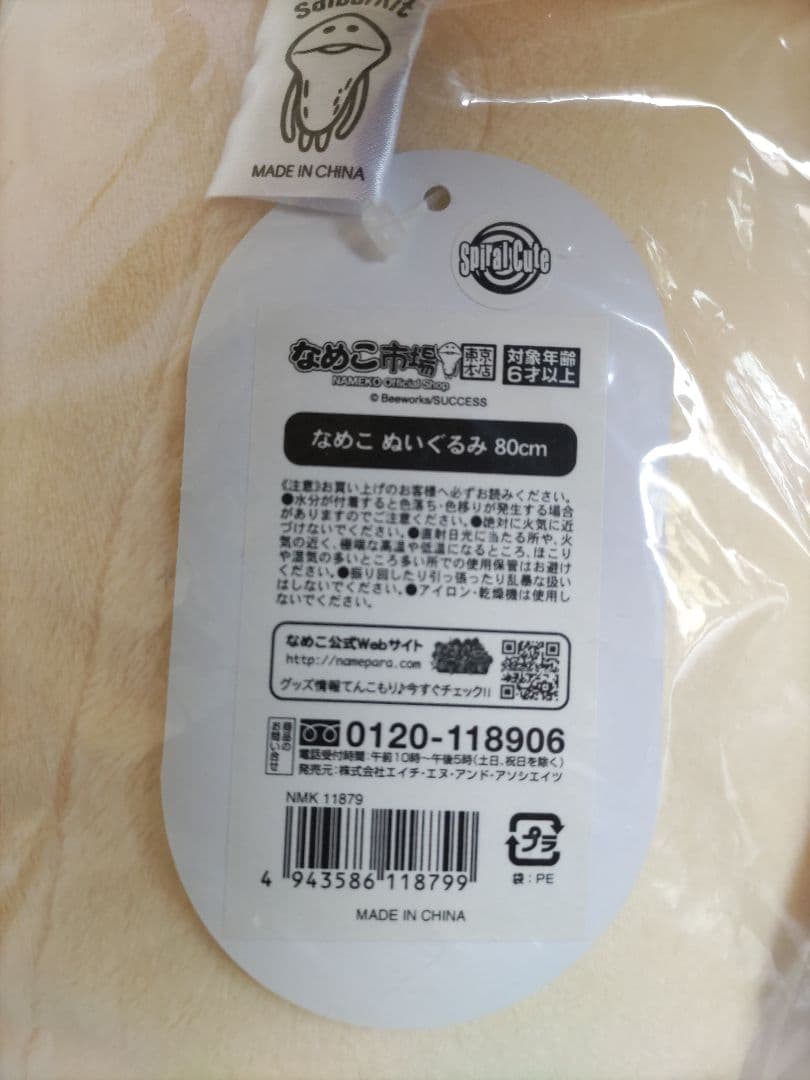 MADE IN CHINA
Spiral Cute
なめこ市場 東京本店
NAMEKO Official Shop
対象年齢
6才以上
© Beeworks/SUCCESS
なめこ ぬいぐるみ 80cm
《注意》お買い上げのお客様へ必ずお読みください。
●水分が付着すると色落ち・色移りが発生する場合
がありますのでご注意ください。●絶対に火気に近
づけないでください。●直射日光に当たる所や、火
気の近く、極端な高温や低温になるところ、ほこり
や湿気の多いところ多い所での使用保管はお避け
ください。●振り回したり引っ張ったり乱暴な扱い
はしないでください。●アイロン・乾燥機は使用し
ないでください。
なめこ公式Webサイト
http://namepara.com
グッズ情報てんこもり♪今すぐチェック!!
商品のお問い合せ
0120-118906
電話受付時間:午前10時〜午後5時(土日、祝日を除く)
発売元:株式会社エイチ・エヌ・アンド・アソシエイツ
NMK 11879
4 943586 118799
プラ
袋:PE
MADE IN CHINA